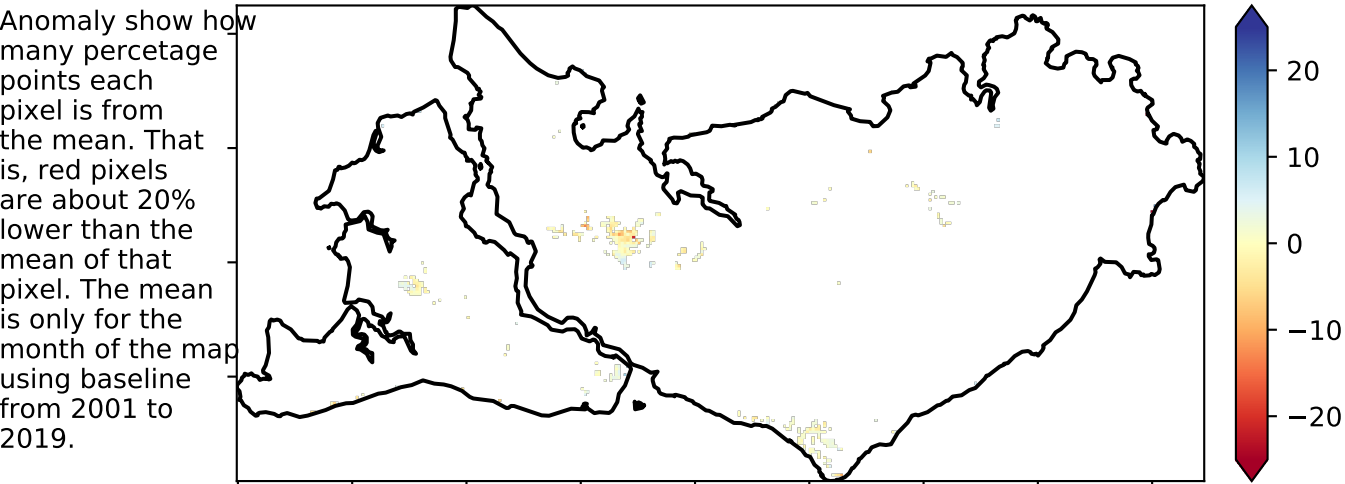 Anomaly show how
many percetage
points each
pixel is from
the mean. That
is, red pixels
are about 20%
lower than the
mean of that
pixel. The mean
is only for the
month of the map
using baseline
from 2001 to
2019.
20
10
0
−10
−20